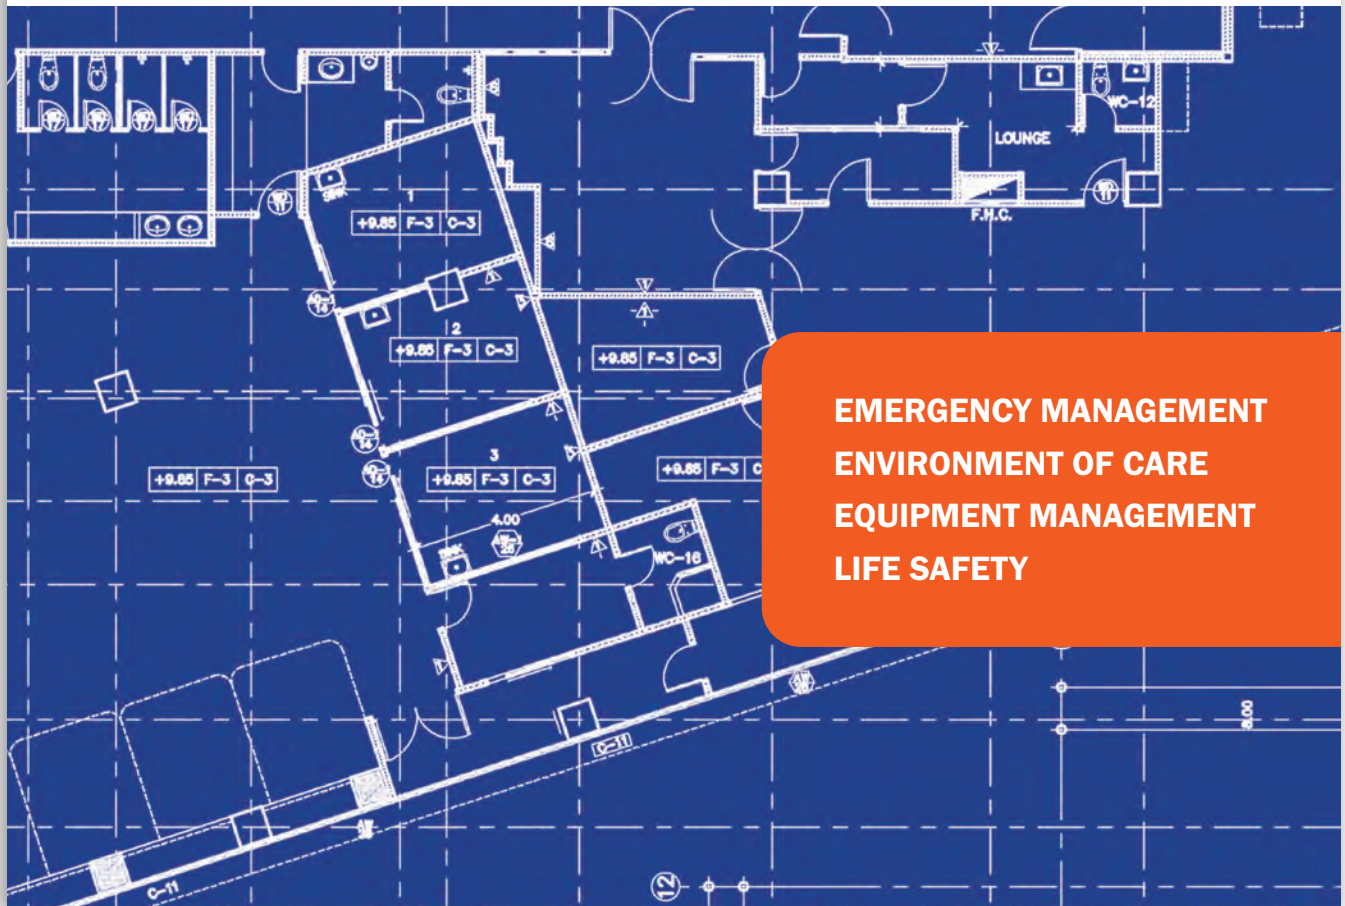 WC-12
LOUNGE
F.H.C.
SINK
1
+9.85 F-3 C-3
2
+9.85 F-3 C-3
+9.85 F-3 C-3
3
+9.85 F-3 C-3
+9.85 F-3 C-3
+9.85 F-3
4.00
SINK
WC-16
EMERGENCY MANAGEMENT
ENVIRONMENT OF CARE
EQUIPMENT MANAGEMENT
LIFE SAFETY
8.00
C-11
C-11
12